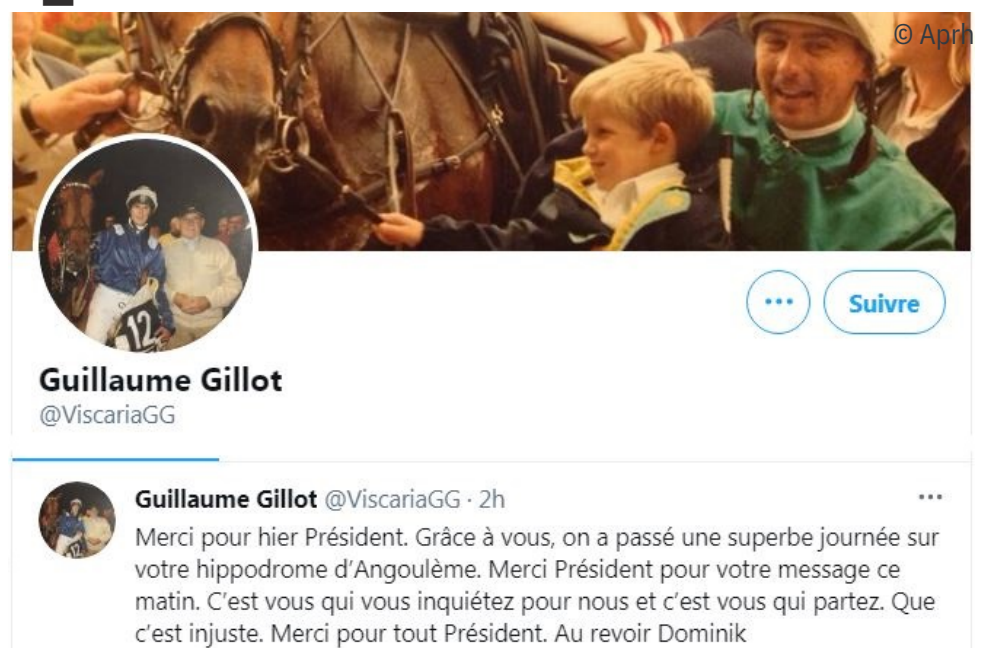 © Aprh
12
Suivre
Guillaume Gillot
@ViscariaGG
Guillaume Gillot @ViscariaGG · 2h
Merci pour hier Président. Grâce à vous, on a passé une superbe journée sur
votre hippodrome d'Angoulème. Merci Président pour votre message ce
matin. C'est vous qui vous inquiétez pour nous et c'est vous qui partez. Que
c'est injuste. Merci pour tout Président. Au revoir Dominik